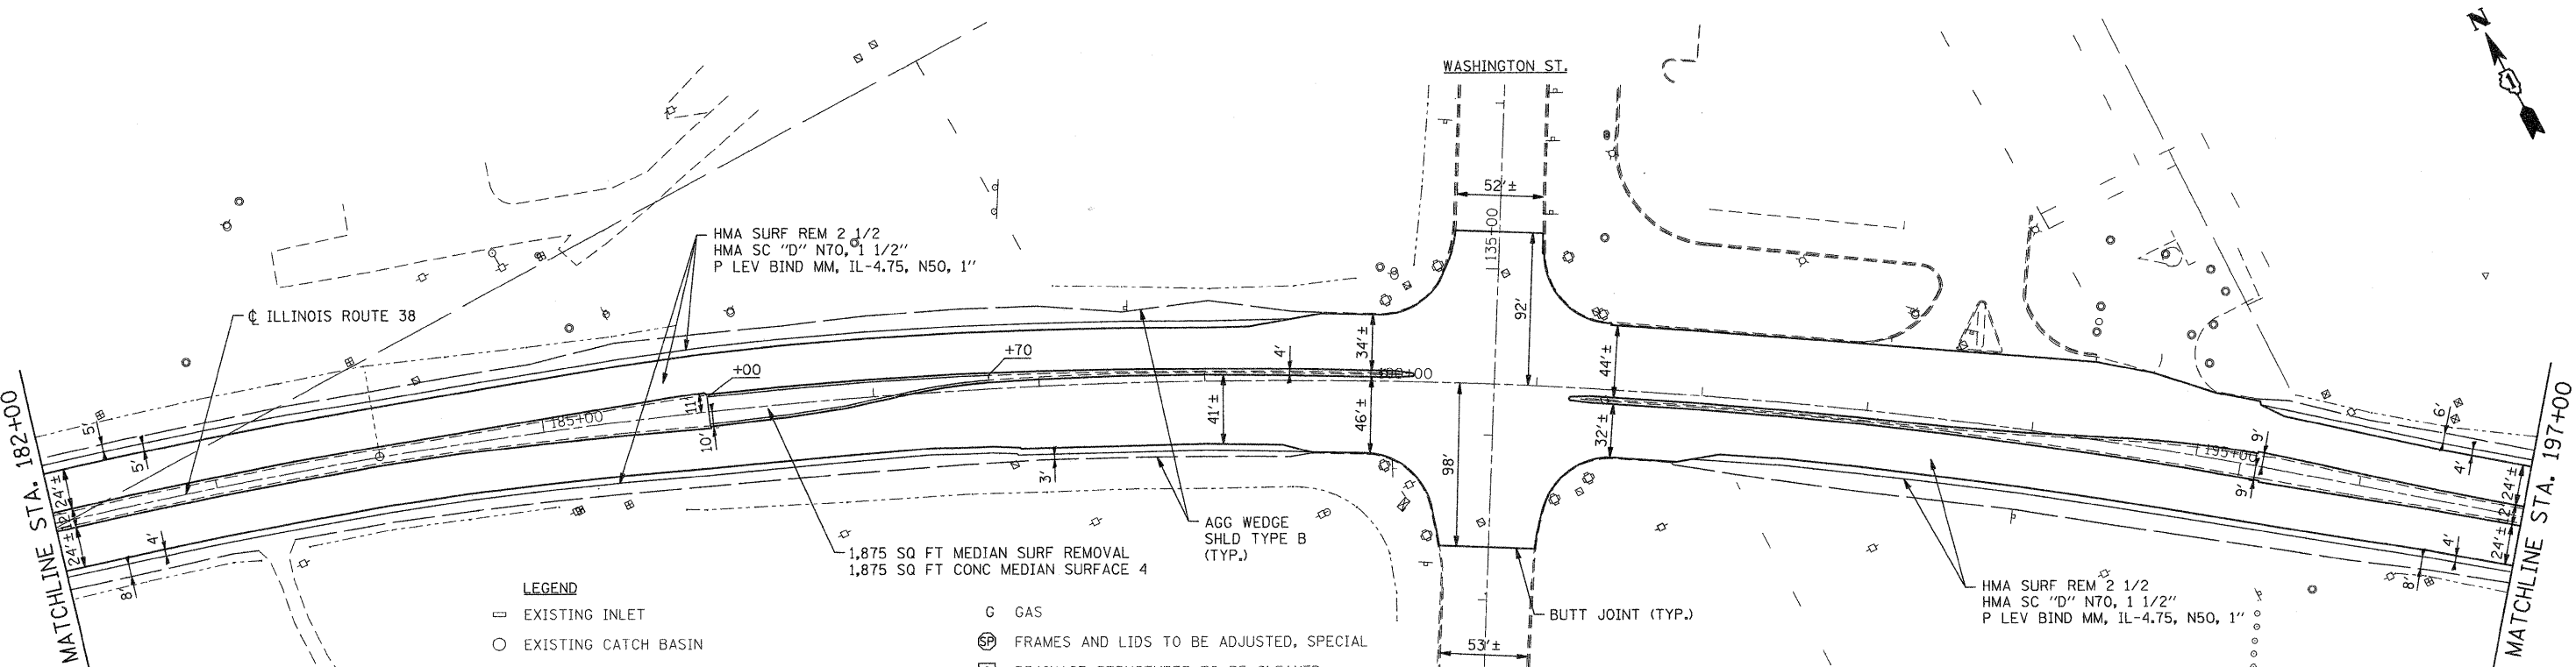 WASHINGTON ST.
N
1
52'±
135+00
HMA SURF REM 2 1/2
HMA SC "D" N70, 1 1/2"
P LEV BIND MM, IL-4.75, N50, 1"
92'
℄ ILLINOIS ROUTE 38
+70
+00
4'
34'±
44'±
190+00
185+00
11'
10'
41'±
46'±
98'
32'±
3'
195+00
9'
9'
6'
4'
5'
5'
24'±
12'
24'±
4'
8'
24'±
12'
24'±
4'
8'
MATCHLINE STA. 182+00
MATCHLINE STA. 197+00
AGG WEDGE
SHLD TYPE B
(TYP.)
1,875 SQ FT MEDIAN SURF REMOVAL
1,875 SQ FT CONC MEDIAN SURFACE 4
HMA SURF REM 2 1/2
HMA SC "D" N70, 1 1/2"
P LEV BIND MM, IL-4.75, N50, 1"
BUTT JOINT (TYP.)
53'±
LEGEND
EXISTING INLET
EXISTING CATCH BASIN
G GAS
SP FRAMES AND LIDS TO BE ADJUSTED, SPECIAL